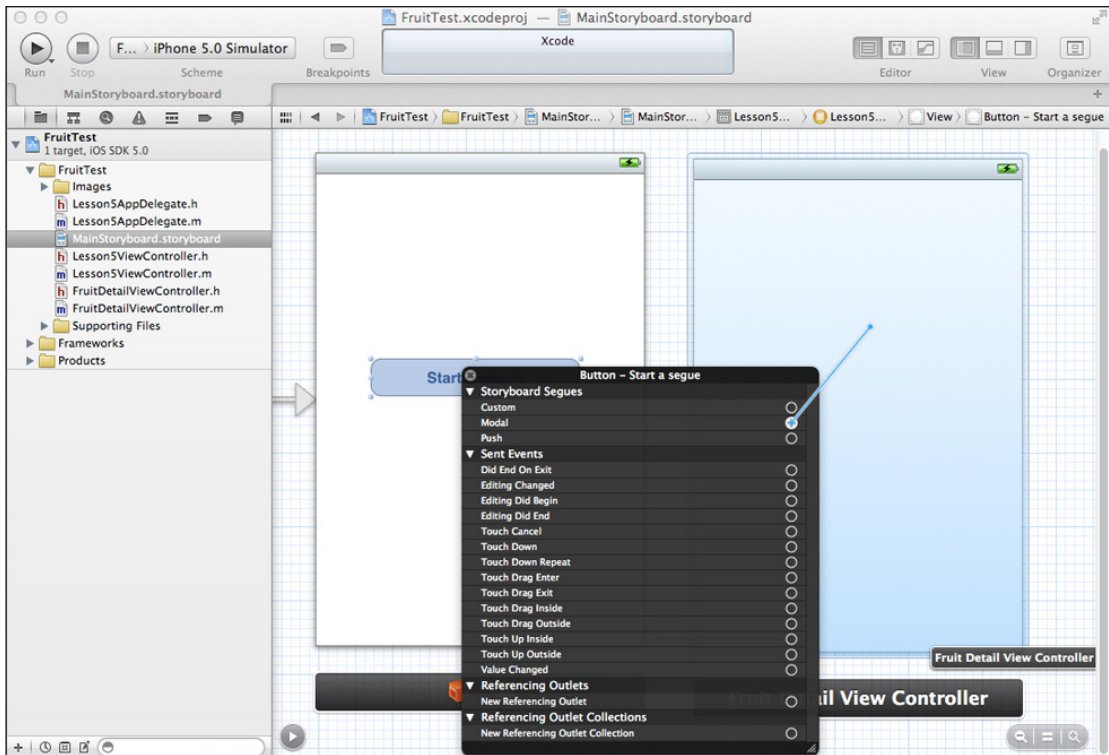 FruitTest.xcodeproj — MainStoryboard.storyboard
Run
Stop
F... 〉 iPhone 5.0 Simulator
Scheme
Breakpoints
Xcode
Editor
View
Organizer
MainStoryboard.storyboard
FruitTest 〉 FruitTest 〉 MainStor... 〉 MainStor... 〉 Lesson5... 〉 Lesson5... 〉 View 〉 Button – Start a segue
FruitTest
1 target, iOS SDK 5.0
FruitTest
Images
Lesson5AppDelegate.h
Lesson5AppDelegate.m
MainStoryboard.storyboard
Lesson5ViewController.h
Lesson5ViewController.m
FruitDetailViewController.h
FruitDetailViewController.m
Supporting Files
Frameworks
Products
Start
Button – Start a segue
Storyboard Segues
Custom
Modal
Push
Sent Events
Did End On Exit
Editing Changed
Editing Did Begin
Editing Did End
Touch Cancel
Touch Down
Touch Down Repeat
Touch Drag Enter
Touch Drag Exit
Touch Drag Inside
Touch Drag Outside
Touch Up Inside
Touch Up Outside
Value Changed
Referencing Outlets
New Referencing Outlet
Referencing Outlet Collections
New Referencing Outlet Collection
Fruit Detail View Controller
Fruit Detail View Controller